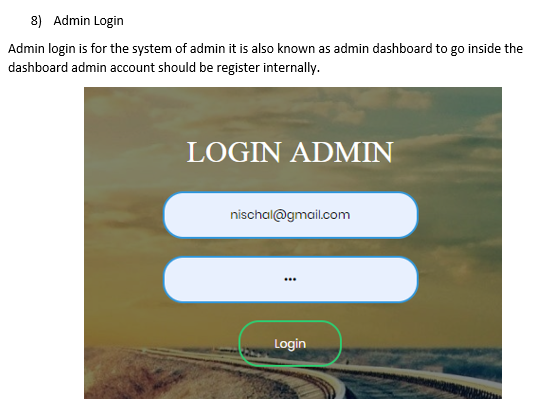 8) Admin Login
Admin login is for the system of admin it is also known as admin dashboard to go inside the
dashboard admin account should be register internally.
LOGIN ADMIN
nischal@gmail.com
•••
Login